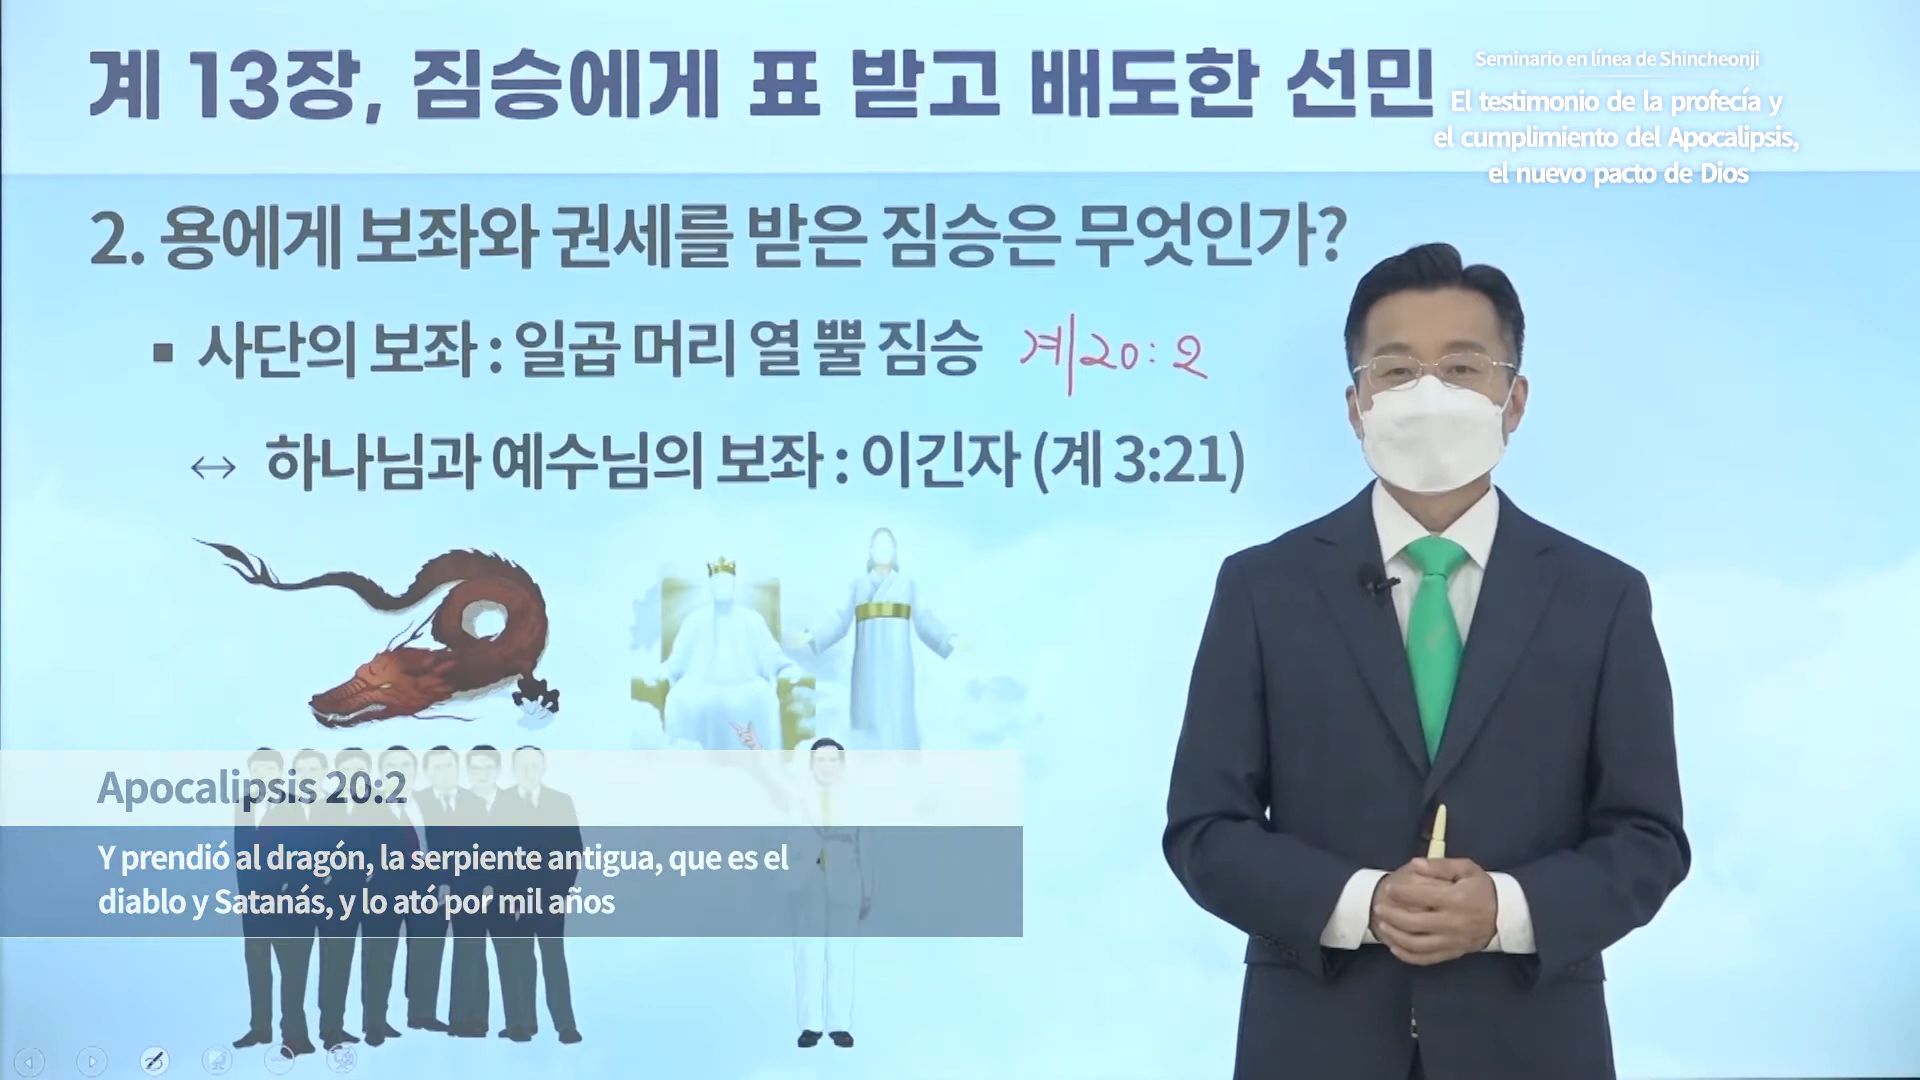 계 13장, 짐승에게 표 받고 배도한 선민
Seminario en línea de Shincheonji
El testimonio de la profecía y
el cumplimiento del Apocalipsis,
el nuevo pacto de Dios
2. 용에게 보좌와 권세를 받은 짐승은 무엇인가?
▪ 사단의 보좌 : 일곱 머리 열 뿔 짐승 계 20:2
↔ 하나님과 예수님의 보좌 : 이긴자 (계 3:21)
Apocalipsis 20:2
Y prendió al dragón, la serpiente antigua, que es el
diablo y Satanás, y lo ató por mil años